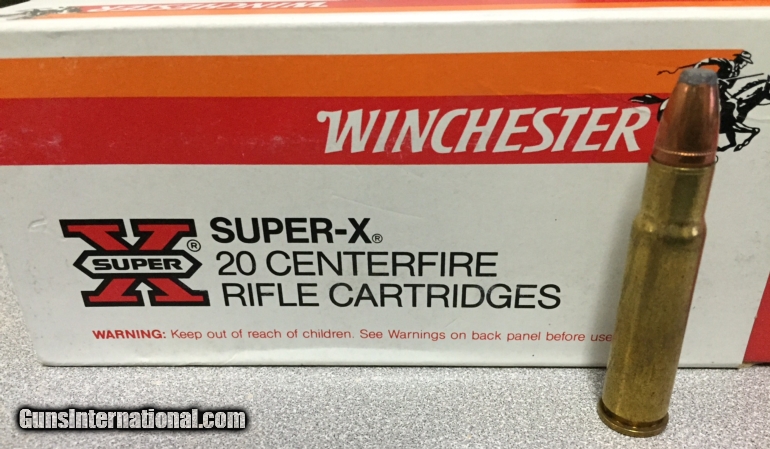 WINCHESTER
WINCHESTER
SUPER
X
®
SUPER-X®
20 CENTERFIRE
RIFLE CARTRIDGES
WARNING: Keep out of reach of children. See Warnings on back panel before use
GunsInternational.com